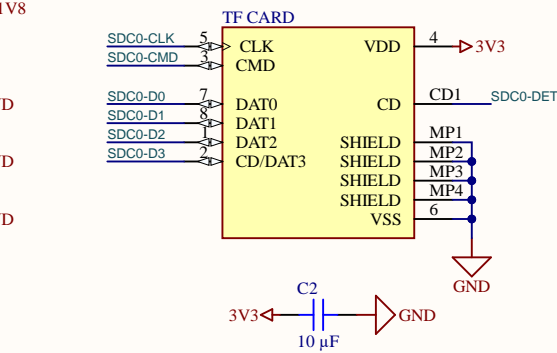 1V8
TF CARD
SDC0-CLK 5 CLK VDD 4 3V3
SDC0-CMD 3 CMD
SDC0-D0 7 DAT0 CD CD1 SDC0-DET
SDC0-D1 8 DAT1
SDC0-D2 1 DAT2 SHIELD MP1
SDC0-D3 2 CD/DAT3 SHIELD MP2
SHIELD MP3
SHIELD MP4
VSS 6
GND
C2
3V3 GND
10 µF